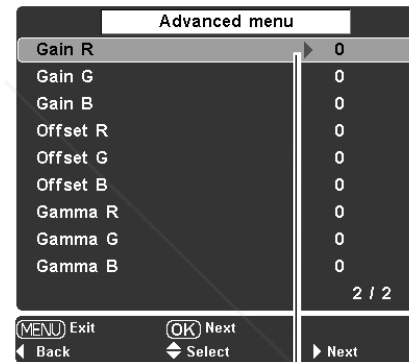 Advanced menu
Gain R 0
Gain G 0
Gain B 0
Offset R 0
Offset G 0
Offset B 0
Gamma R 0
Gamma G 0
Gamma B 0
2 / 2
MENU Exit OK Next
Back Select Next